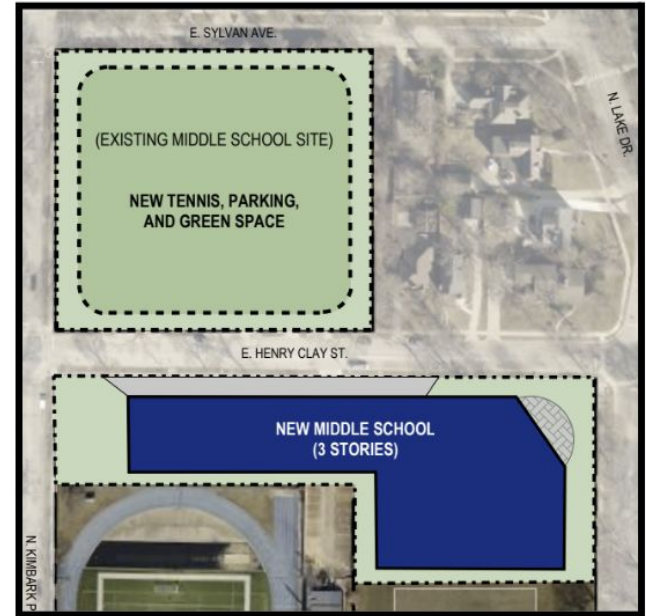 E. SYLVAN AVE.
N. LAKE DR.
(EXISTING MIDDLE SCHOOL SITE)
NEW TENNIS, PARKING,
AND GREEN SPACE
E. HENRY CLAY ST.
NEW MIDDLE SCHOOL
(3 STORIES)
N. KIMBARK P